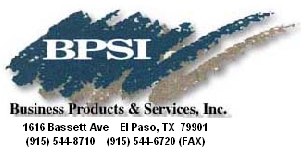 BPSI
Business Products & Services, Inc.
1616 Bassett Ave El Paso, TX 79901
(915) 544-8710 (915) 544-6720 (FAX)